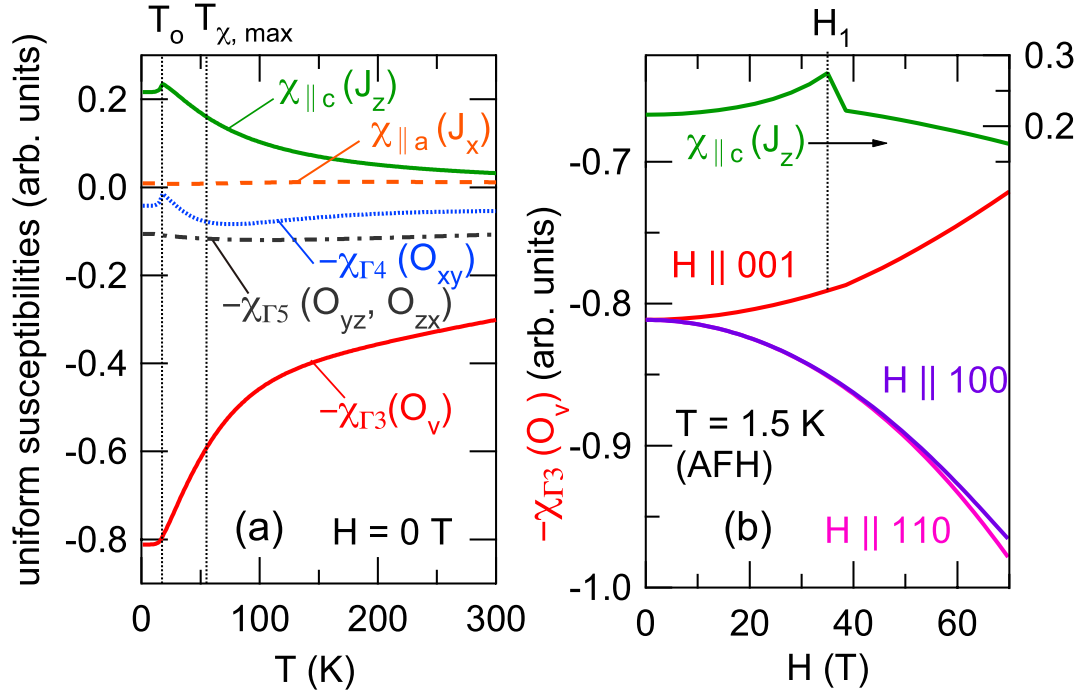 T_o T_χ, max
uniform susceptibilities (arb. units)
0.2
0.0
-0.2
-0.4
-0.6
-0.8
χ_∥c (J_z)
χ_∥a (J_x)
−χ_Γ4 (O_xy)
−χ_Γ5 (O_yz, O_zx)
−χ_Γ3(O_v)
(a) H = 0 T
0 100 200 300
T (K)
H_1
−χ_Γ3 (O_v) (arb. units)
-0.7
-0.8
-0.9
-1.0
0.3
0.2
χ_∥c (J_z)
H || 001
H || 100
T = 1.5 K
(AFH)
(b) H || 110
0 20 40 60
H (T)